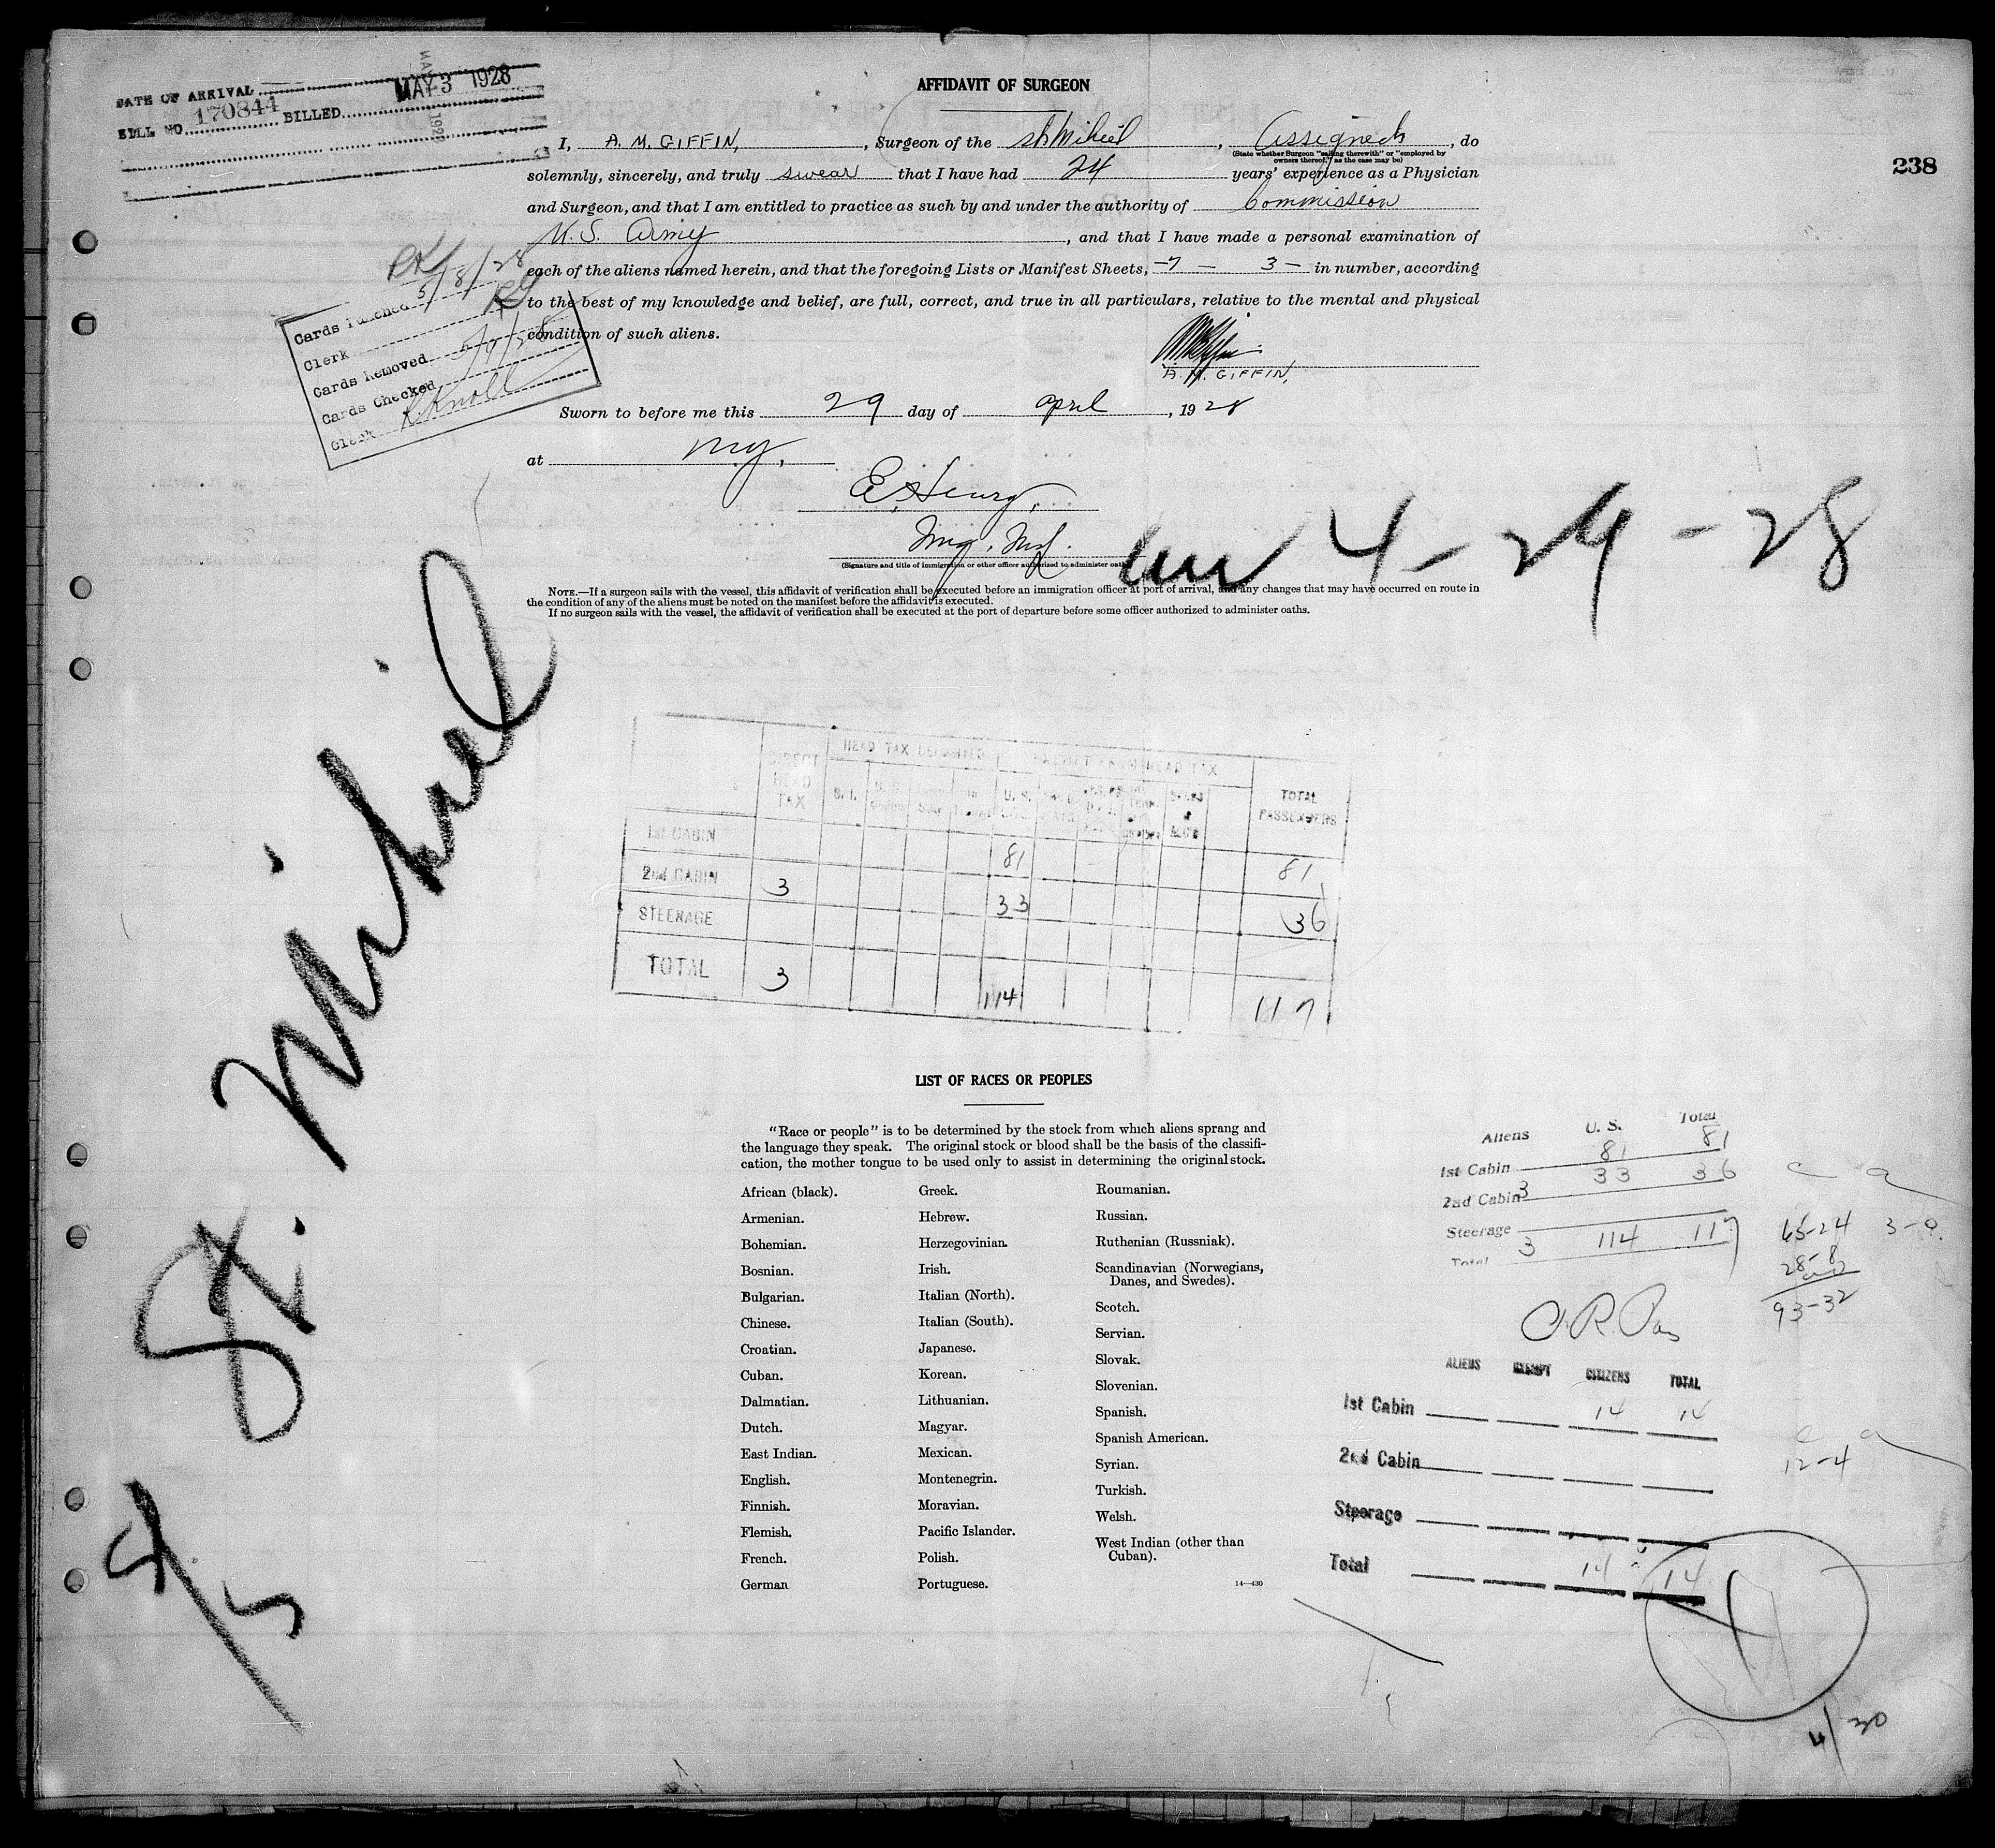 DATE OF ARRIVAL MAY 3 1928
BILL NO. 170844 BILLED
238
AFFIDAVIT OF SURGEON
I, A. M. GIFFIN, , Surgeon of the St Mihiel , Assigned , do
(State whether Surgeon "sailing therewith" or "employed by
owners thereof," as the case may be)
solemnly, sincerely, and truly swear that I have had 24 years' experience as a Physician
and Surgeon, and that I am entitled to practice as such by and under the authority of Commission
U.S. Army , and that I have made a personal examination of
each of the aliens named herein, and that the foregoing Lists or Manifest Sheets, -7 - 3 - in number, according
to the best of my knowledge and belief, are full, correct, and true in all particulars, relative to the mental and physical
condition of such aliens.
A. M. GIFFIN,
Sworn to before me this 29 day of April , 19 28
at NY,
E. Henry,
Img. Insp.
(Signature and title of immigration or other officer authorized to administer oaths
Cards Punched 5/8/28
Clerk
Cards Removed
Cards Checked
Clerk R. Knoll
4-29-28
NOTE.—If a surgeon sails with the vessel, this affidavit of verification shall be executed before an immigration officer at port of arrival, and any changes that may have occurred en route in
the condition of any of the aliens must be noted on the manifest before the affidavit is executed.
If no surgeon sails with the vessel, the affidavit of verification shall be executed at the port of departure before some officer authorized to administer oaths.
St. Mihiel
5/5
DIRECT HEAD TAX
HEAD TAX DEPOSITED
EXEMPT FROM HEAD TAX
TOTAL PASSENGERS
1st CABIN 81 81
2nd CABIN 3 33 36
STEERAGE
TOTAL 3 114 117
LIST OF RACES OR PEOPLES
"Race or people" is to be determined by the stock from which aliens sprang and
the language they speak. The original stock or blood shall be the basis of the classifi-
cation, the mother tongue to be used only to assist in determining the original stock.
African (black).
Armenian.
Bohemian.
Bosnian.
Bulgarian.
Chinese.
Croatian.
Cuban.
Dalmatian.
Dutch.
East Indian.
English.
Finnish.
Flemish.
French.
German
Greek.
Hebrew.
Herzegovinian.
Irish.
Italian (North).
Italian (South).
Japanese.
Korean.
Lithuanian.
Magyar.
Mexican.
Montenegrin.
Moravian.
Pacific Islander.
Polish.
Portuguese.
Roumanian.
Russian.
Ruthenian (Russniak).
Scandinavian (Norwegians,
Danes, and Swedes).
Scotch.
Servian.
Slovak.
Slovenian.
Spanish.
Spanish American.
Syrian.
Turkish.
Welsh.
West Indian (other than
Cuban).
14—430
Aliens U. S. Total
1st Cabin 81 81
2nd Cabin 3 33 36
Steerage
Total 3 114 117
c a
65-24 3-a.
28-8
93-32
ALIENS EXEMPT CITIZENS TOTAL
1st Cabin 14 14
2nd Cabin
Steerage
Total 14 14
c a
12-4
4/30